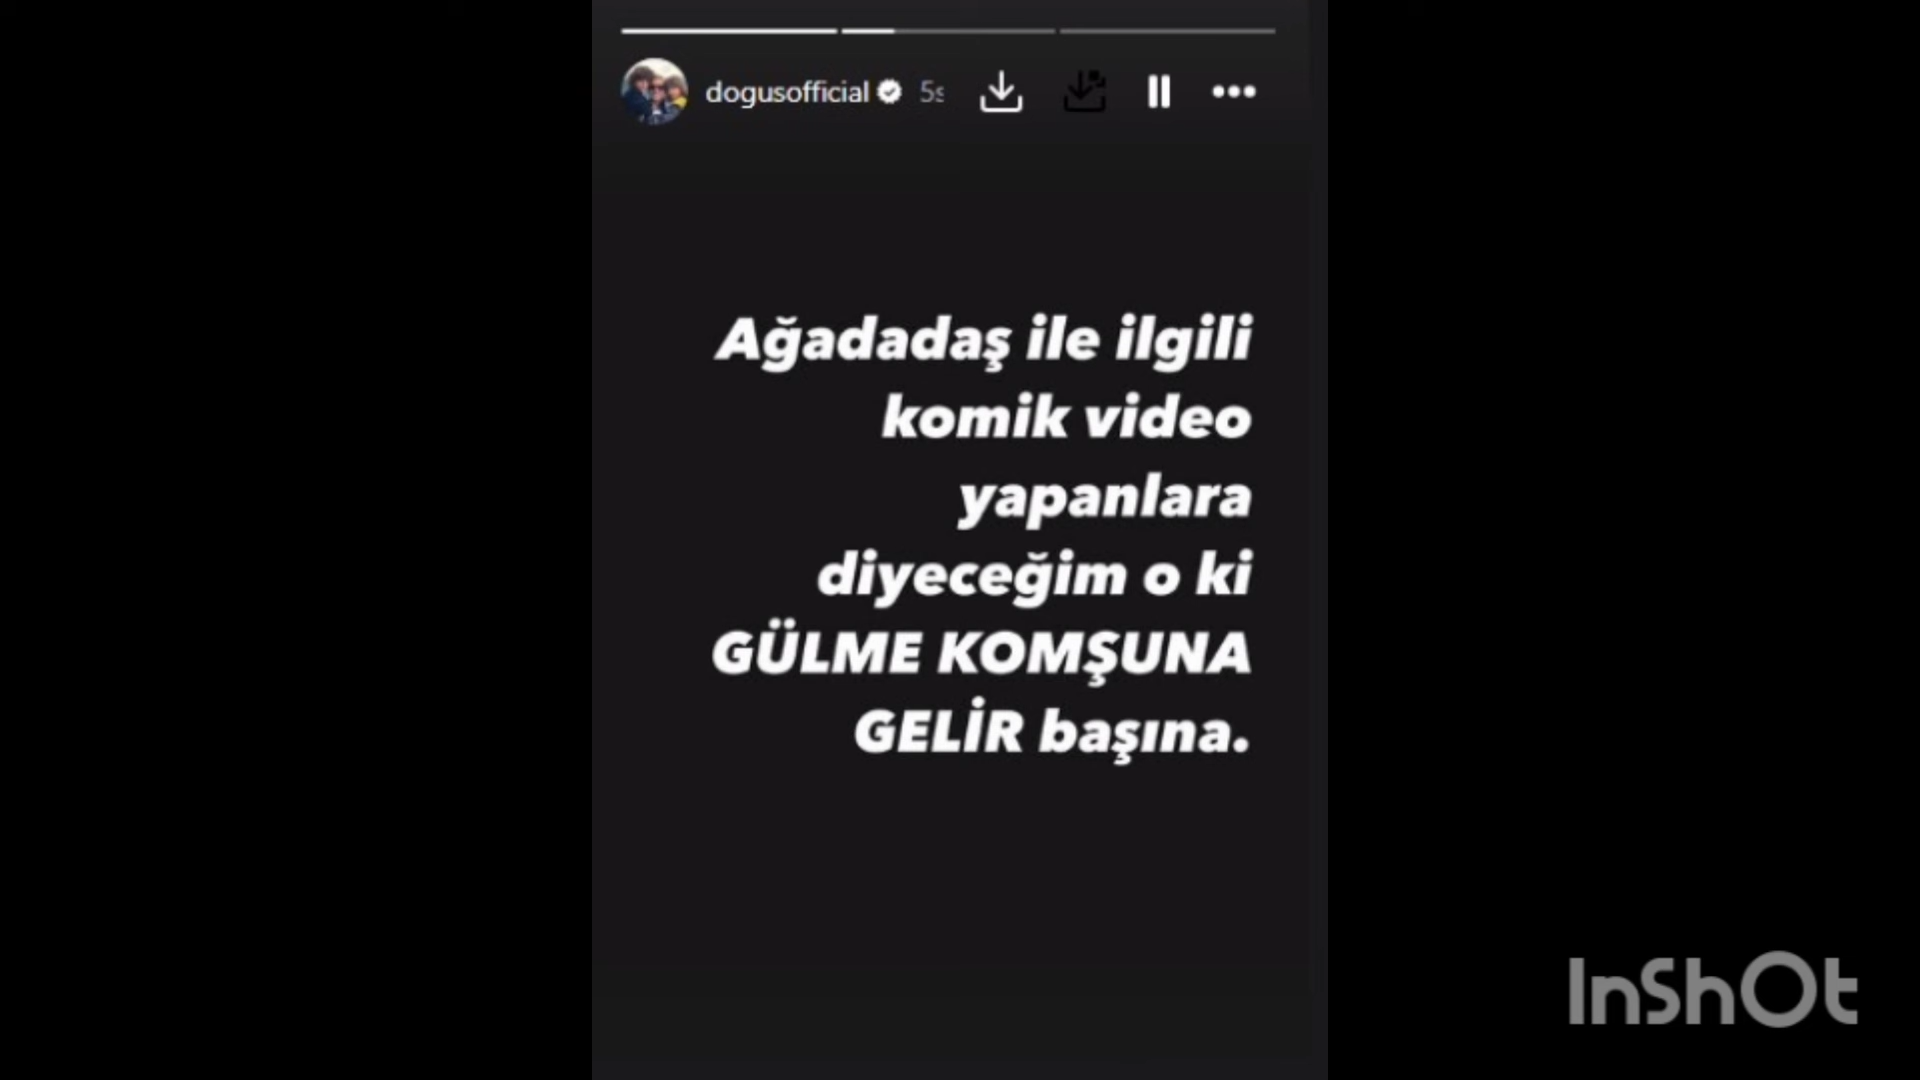 dogusofficial 5s
Ağadadaş ile ilgili
komik video
yapanlara
diyeceğim o ki
GÜLME KOMŞUNA
GELİR başına.
InShOt